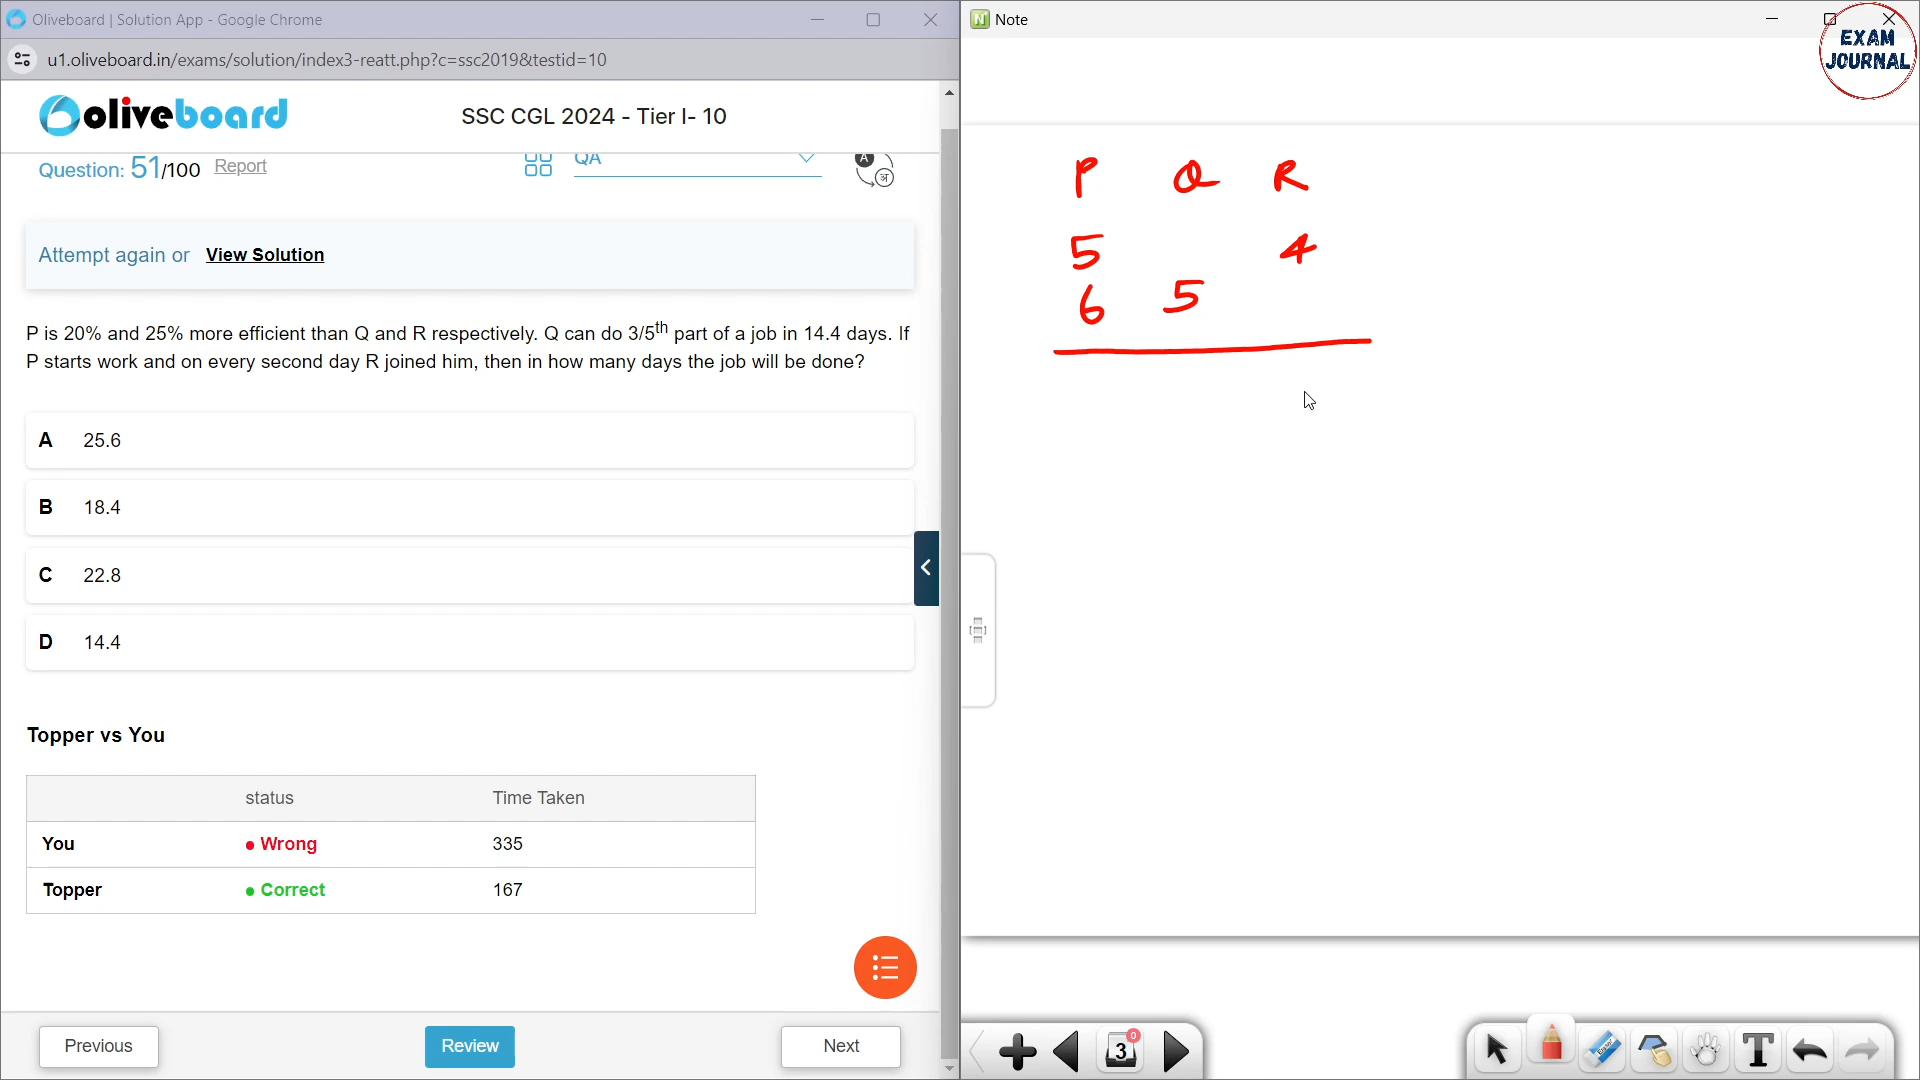 Oliveboard | Solution App - Google Chrome
u1.oliveboard.in/exams/solution/index3-reatt.php?c=ssc2019&testid=10
oliveboard
SSC CGL 2024 - Tier I- 10
Question: 51/100 Report
QA
A
अ
Attempt again or View Solution
P is 20% and 25% more efficient than Q and R respectively. Q can do 3/5th part of a job in 14.4 days. If
P starts work and on every second day R joined him, then in how many days the job will be done?
A 25.6
B 18.4
C 22.8
D 14.4
Topper vs You
status Time Taken
You Wrong 335
Topper Correct 167
Previous Review Next
Note
EXAM
JOURNAL
P Q R
5 4
6 5
3
0
T